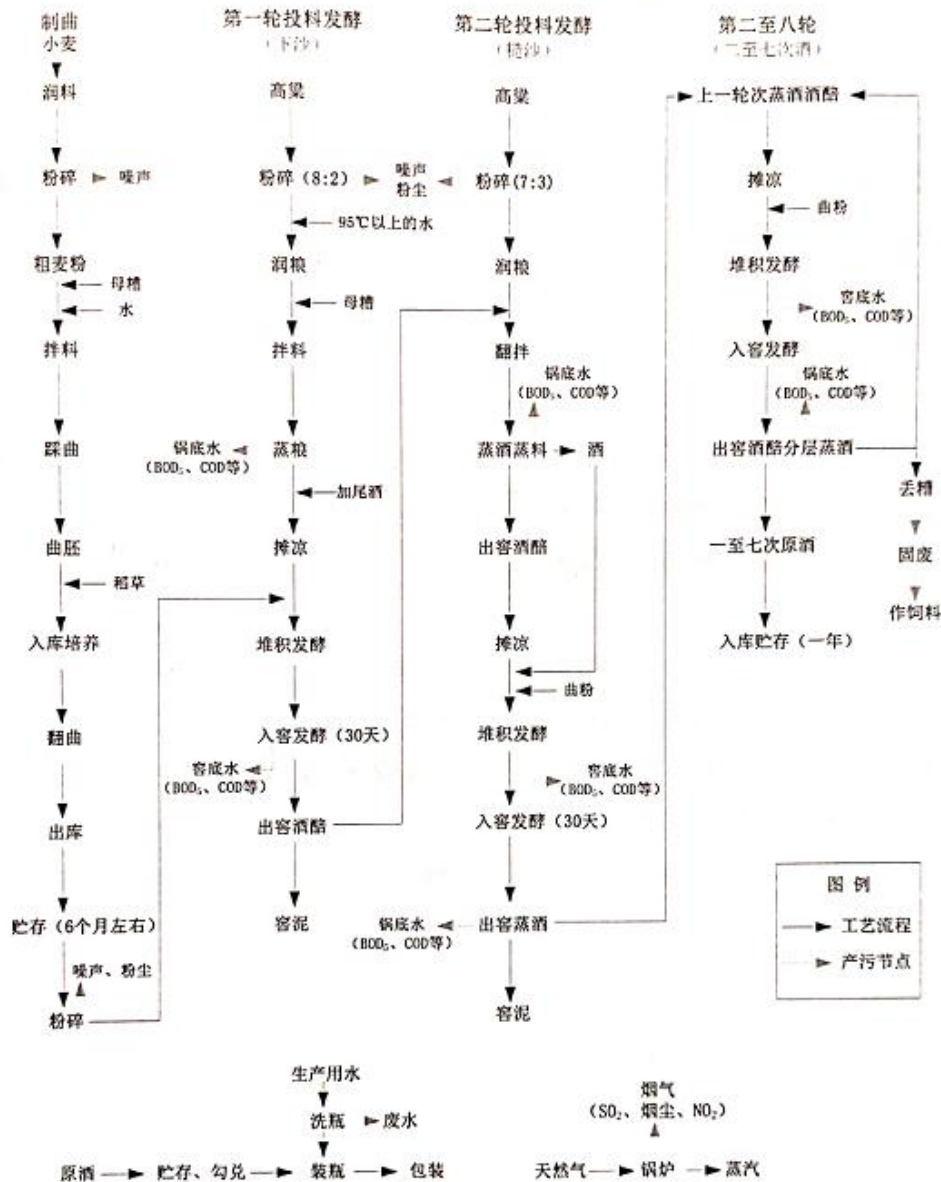 制曲
小麦
润料
粉碎
噪声
粗麦粉
母槽
水
拌料
踩曲
曲胚
稻草
入库培养
翻曲
出库
贮存（6个月左右）
噪声、粉尘
粉碎
第一轮投料发酵
（下沙）
高粱
粉碎（8:2）
噪声
粉尘
95℃以上的水
润粮
母槽
拌料
锅底水
（BOD₅、COD等）
蒸粮
加尾酒
摊凉
堆积发酵
入窖发酵（30天）
窖底水
（BOD₅、COD等）
出窖酒醅
窖泥
第二轮投料发酵
（糙沙）
高粱
粉碎(7:3)
润粮
翻拌
锅底水
（BOD₅、COD等）
蒸酒蒸料
酒
出窖酒醅
摊凉
曲粉
堆积发酵
窖底水
（BOD₅、COD等）
入窖发酵（30天）
锅底水
（BOD₅、COD等）
出窖蒸酒
窖泥
第二至八轮
（二至七次酒）
上一轮次蒸酒酒醅
摊凉
曲粉
堆积发酵
窖底水
（BOD₅、COD等）
入窖发酵
锅底水
（BOD₅、COD等）
出窖酒醅分层蒸酒
丢糟
固废
作饲料
一至七次原酒
入库贮存（一年）
图 例
工艺流程
产污节点
生产用水
洗瓶
废水
原酒
贮存、勾兑
装瓶
包装
烟气
（SO₂、烟尘、NO₂）
天然气
锅炉
蒸汽